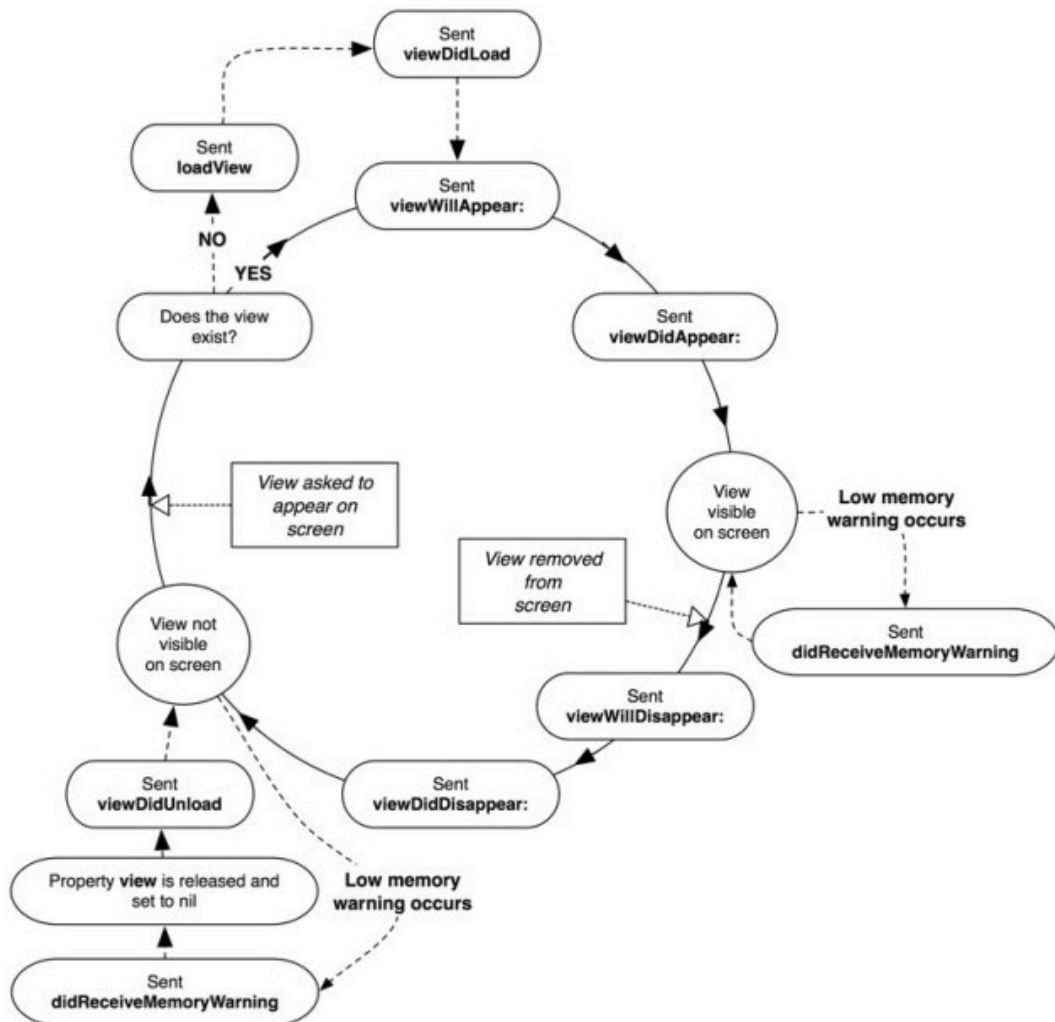 Sent
viewDidLoad
Sent
loadView
Sent
viewWillAppear:
NO
YES
Does the view
exist?
Sent
viewDidAppear:
View asked to
appear on
screen
View
visible
on screen
Low memory
warning occurs
View removed
from
screen
View not
visible
on screen
Sent
didReceiveMemoryWarning
Sent
viewWillDisappear:
Sent
viewDidUnload
Sent
viewDidDisappear:
Property view is released and
set to nil
Low memory
warning occurs
Sent
didReceiveMemoryWarning